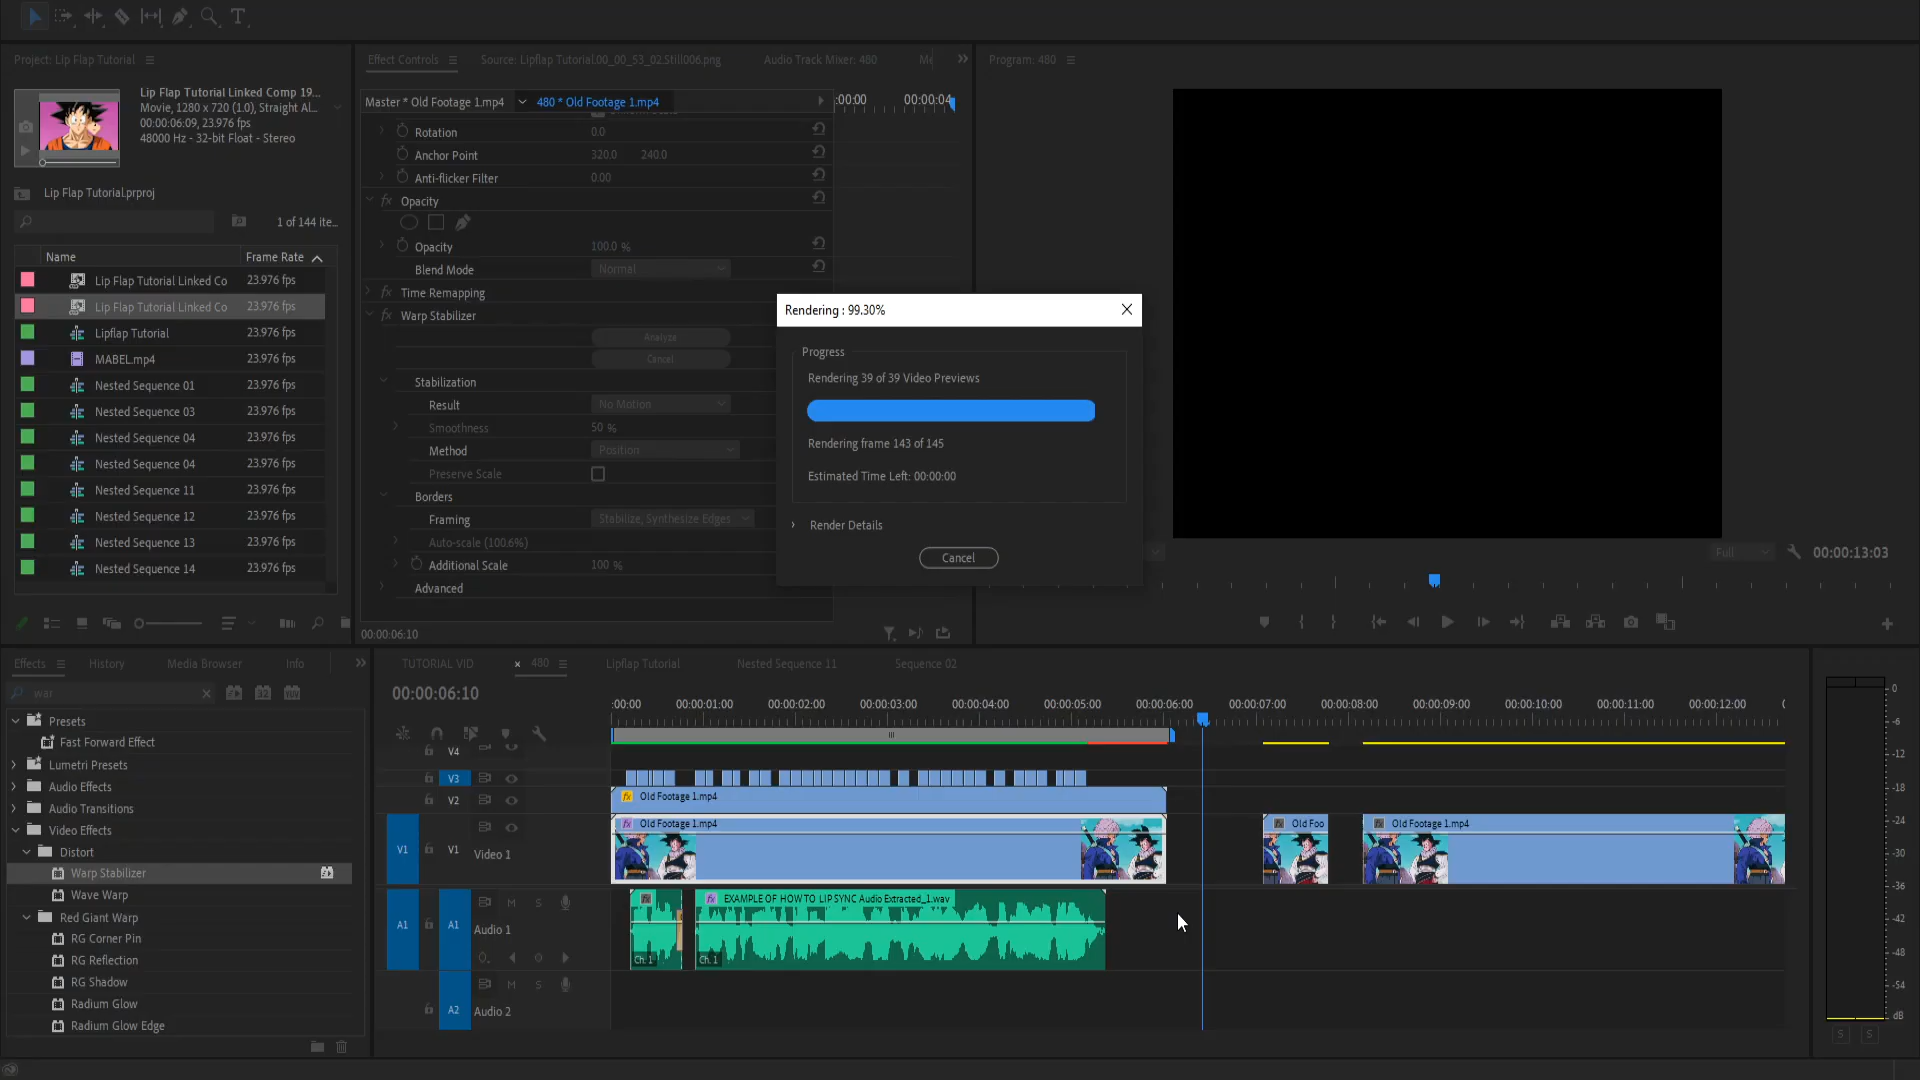 Project: Lip Flap Tutorial
Lip Flap Tutorial Linked Comp 19...
Movie, 1280 x 720 (1.0), Straight Al...
00:00:06:09, 23.976 fps
48000 Hz - 32-bit Float - Stereo
Lip Flap Tutorial.prproj
1 of 144 ite...
Name Frame Rate
Lip Flap Tutorial Linked Co 23.976 fps
Lip Flap Tutorial Linked Co 23.976 fps
Lipflap Tutorial 23.976 fps
MABEL.mp4 23.976 fps
Nested Sequence 01 23.976 fps
Nested Sequence 03 23.976 fps
Nested Sequence 04 23.976 fps
Nested Sequence 04 23.976 fps
Nested Sequence 11 23.976 fps
Nested Sequence 12 23.976 fps
Nested Sequence 13 23.976 fps
Nested Sequence 14 23.976 fps
Effect Controls Source: Lipflap Tutorial.00_00_53_02.Still006.png Audio Track Mixer: 480
Master * Old Footage 1.mp4 480 * Old Footage 1.mp4 :00:00 00:00:04
Rotation 0.0
Anchor Point 320.0 240.0
Anti-flicker Filter 0.00
fx Opacity
Opacity 100.0 %
Blend Mode Normal
fx Time Remapping
fx Warp Stabilizer
Analyze
Cancel
Stabilization
Result No Motion
Smoothness 50 %
Method Position
Preserve Scale
Borders
Framing Stabilize, Synthesize Edges
Auto-scale (100.6%)
Additional Scale 100 %
Advanced
00:00:06:10
Rendering : 99.30%
Progress
Rendering 39 of 39 Video Previews
Rendering frame 143 of 145
Estimated Time Left: 00:00:00
Render Details
Cancel
Program: 480
Full 00:00:13:03
Effects History Media Browser Info
war
Presets
Fast Forward Effect
Lumetri Presets
Audio Effects
Audio Transitions
Video Effects
Distort
Warp Stabilizer
Wave Warp
Red Giant Warp
RG Corner Pin
RG Reflection
RG Shadow
Radium Glow
Radium Glow Edge
TUTORIAL VID × 480 Lipflap Tutorial Nested Sequence 11 Sequence 02
00:00:06:10
:00:00 00:00:01:00 00:00:02:00 00:00:03:00 00:00:04:00 00:00:05:00 00:00:06:00 00:00:07:00 00:00:08:00 00:00:09:00 00:00:10:00 00:00:11:00 00:00:12:00
V4
V3
V2 fx Old Footage 1.mp4
fx Old Footage 1.mp4 fx Old Foo fx Old Footage 1.mp4
V1 V1 Video 1
fx fx EXAMPLE OF HOW TO LIP SYNC Audio Extracted_1.wav
M S
A1 A1 Audio 1
Ch. 1 Ch. 1
M S
A2 Audio 2
0
-6
-12
-18
-24
-30
-36
-42
-48
-54
dB
S S